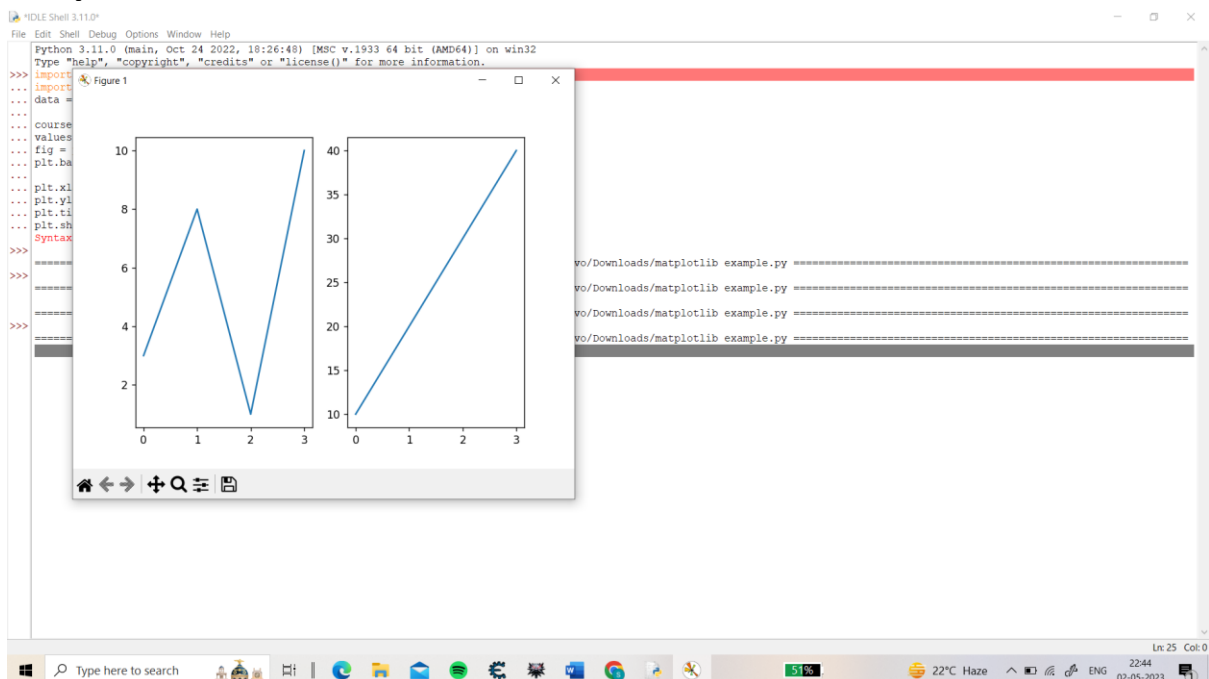 *IDLE Shell 3.11.0*
File Edit Shell Debug Options Window Help
Python 3.11.0 (main, Oct 24 2022, 18:26:48) [MSC v.1933 64 bit (AMD64)] on win32
Type "help", "copyright", "credits" or "license()" for more information.
>>> import
... import
... data =
...
... course
... values
... fig =
... plt.ba
...
... plt.xl
... plt.yl
... plt.ti
... plt.sh
Syntax
>>>
====== vo/Downloads/matplotlib example.py ==============================================================
>>>
====== vo/Downloads/matplotlib example.py ==============================================================
====== vo/Downloads/matplotlib example.py ==============================================================
>>>
====== vo/Downloads/matplotlib example.py ==============================================================
Figure 1
10
8
6
4
2
0 1 2 3
40
35
30
25
20
15
10
0 1 2 3
Ln: 25 Col: 0
Type here to search
51%
22°C Haze
ENG
22:44
02-05-2023